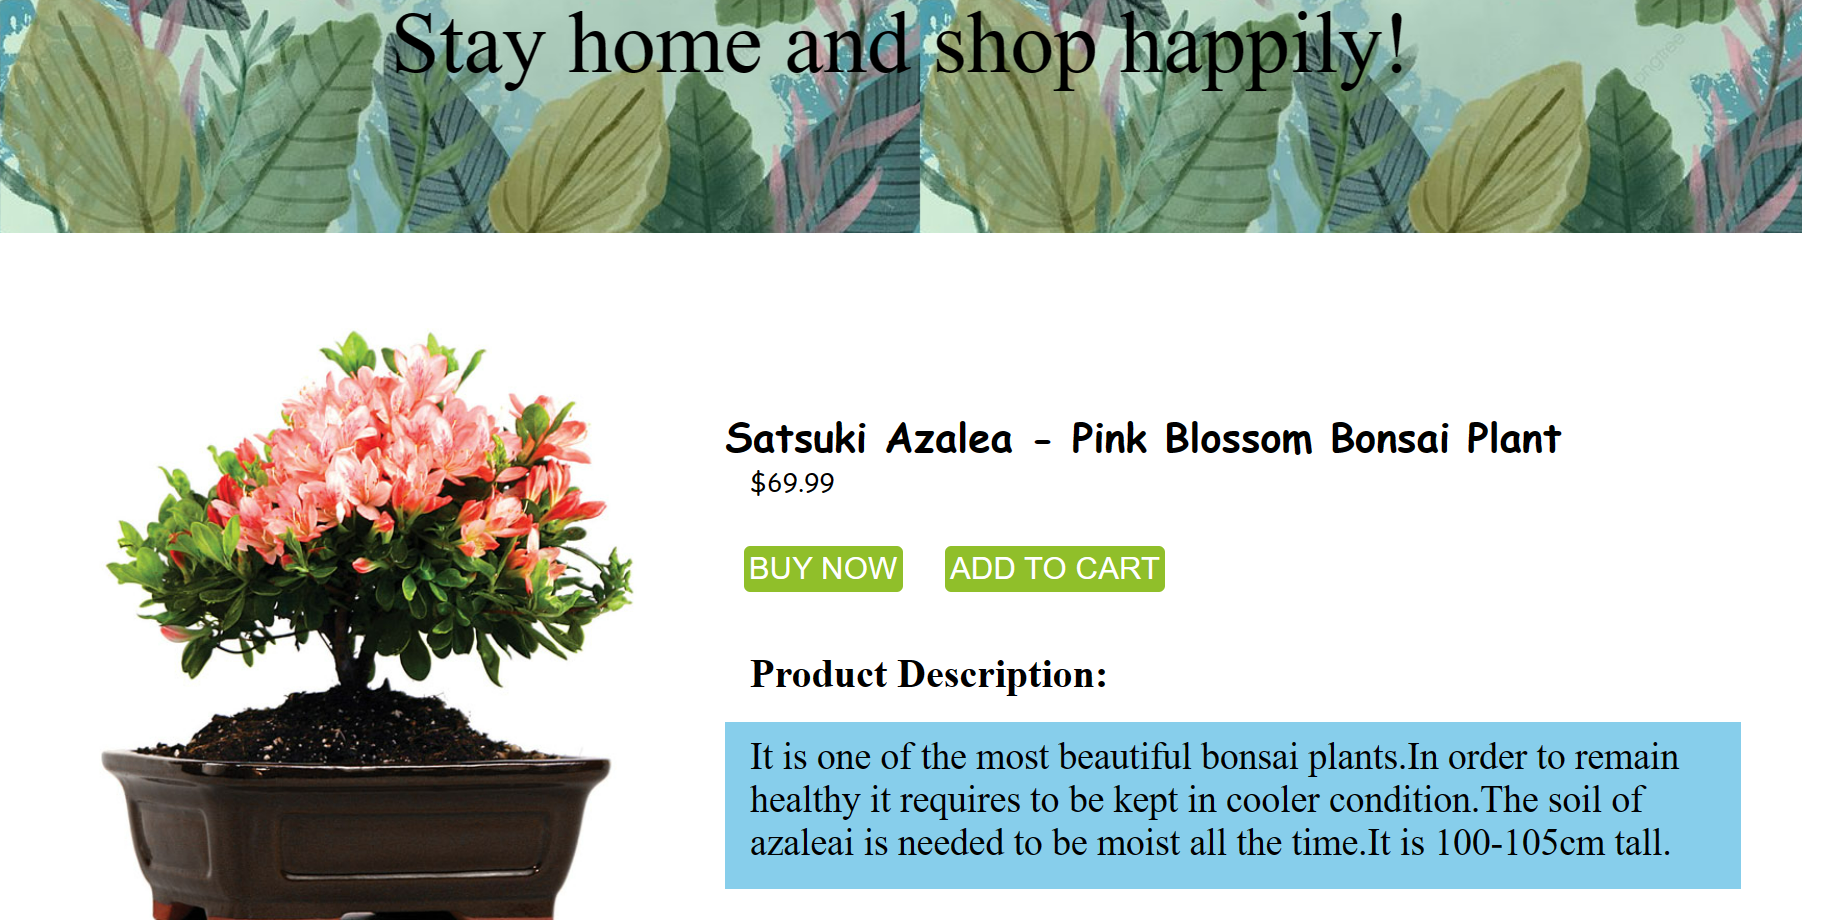 Stay home and shop happily!
Satsuki Azalea - Pink Blossom Bonsai Plant
$69.99
BUY NOW ADD TO CART
Product Description:
It is one of the most beautiful bonsai plants.In order to remain
healthy it requires to be kept in cooler condition.The soil of
azaleai is needed to be moist all the time.It is 100-105cm tall.